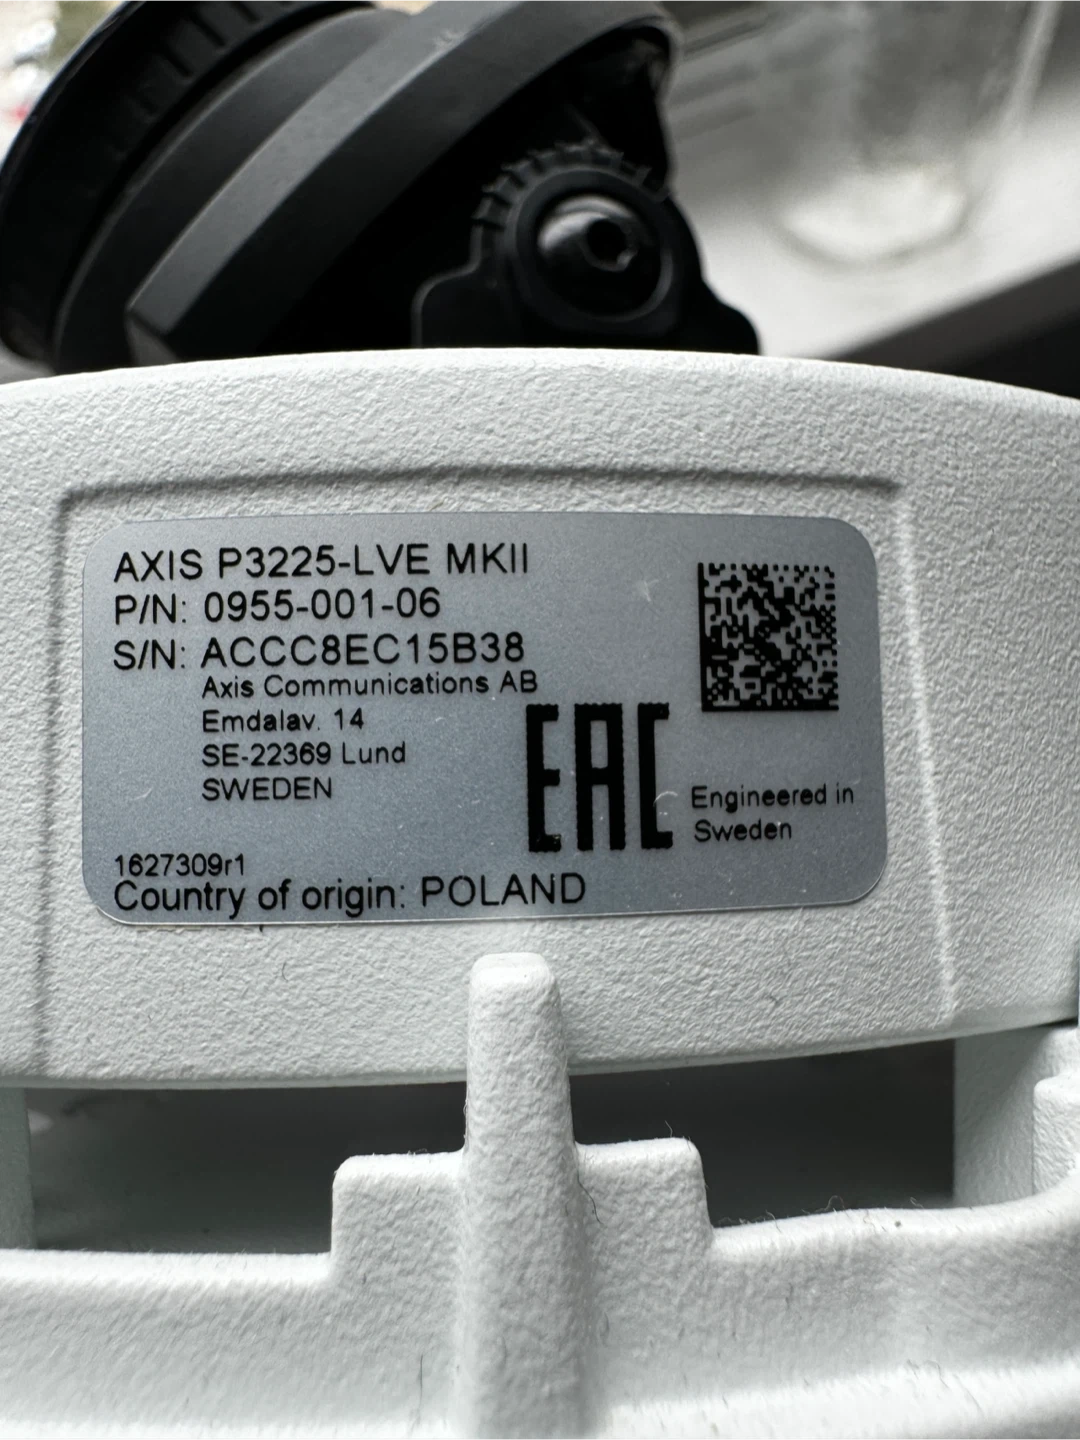 AXIS P3225-LVE MKII
P/N: 0955-001-06
S/N: ACCC8EC15B38
Axis Communications AB
Emdalav. 14
SE-22369 Lund
SWEDEN
EAC
Engineered in
Sweden
1627309r1
Country of origin: POLAND